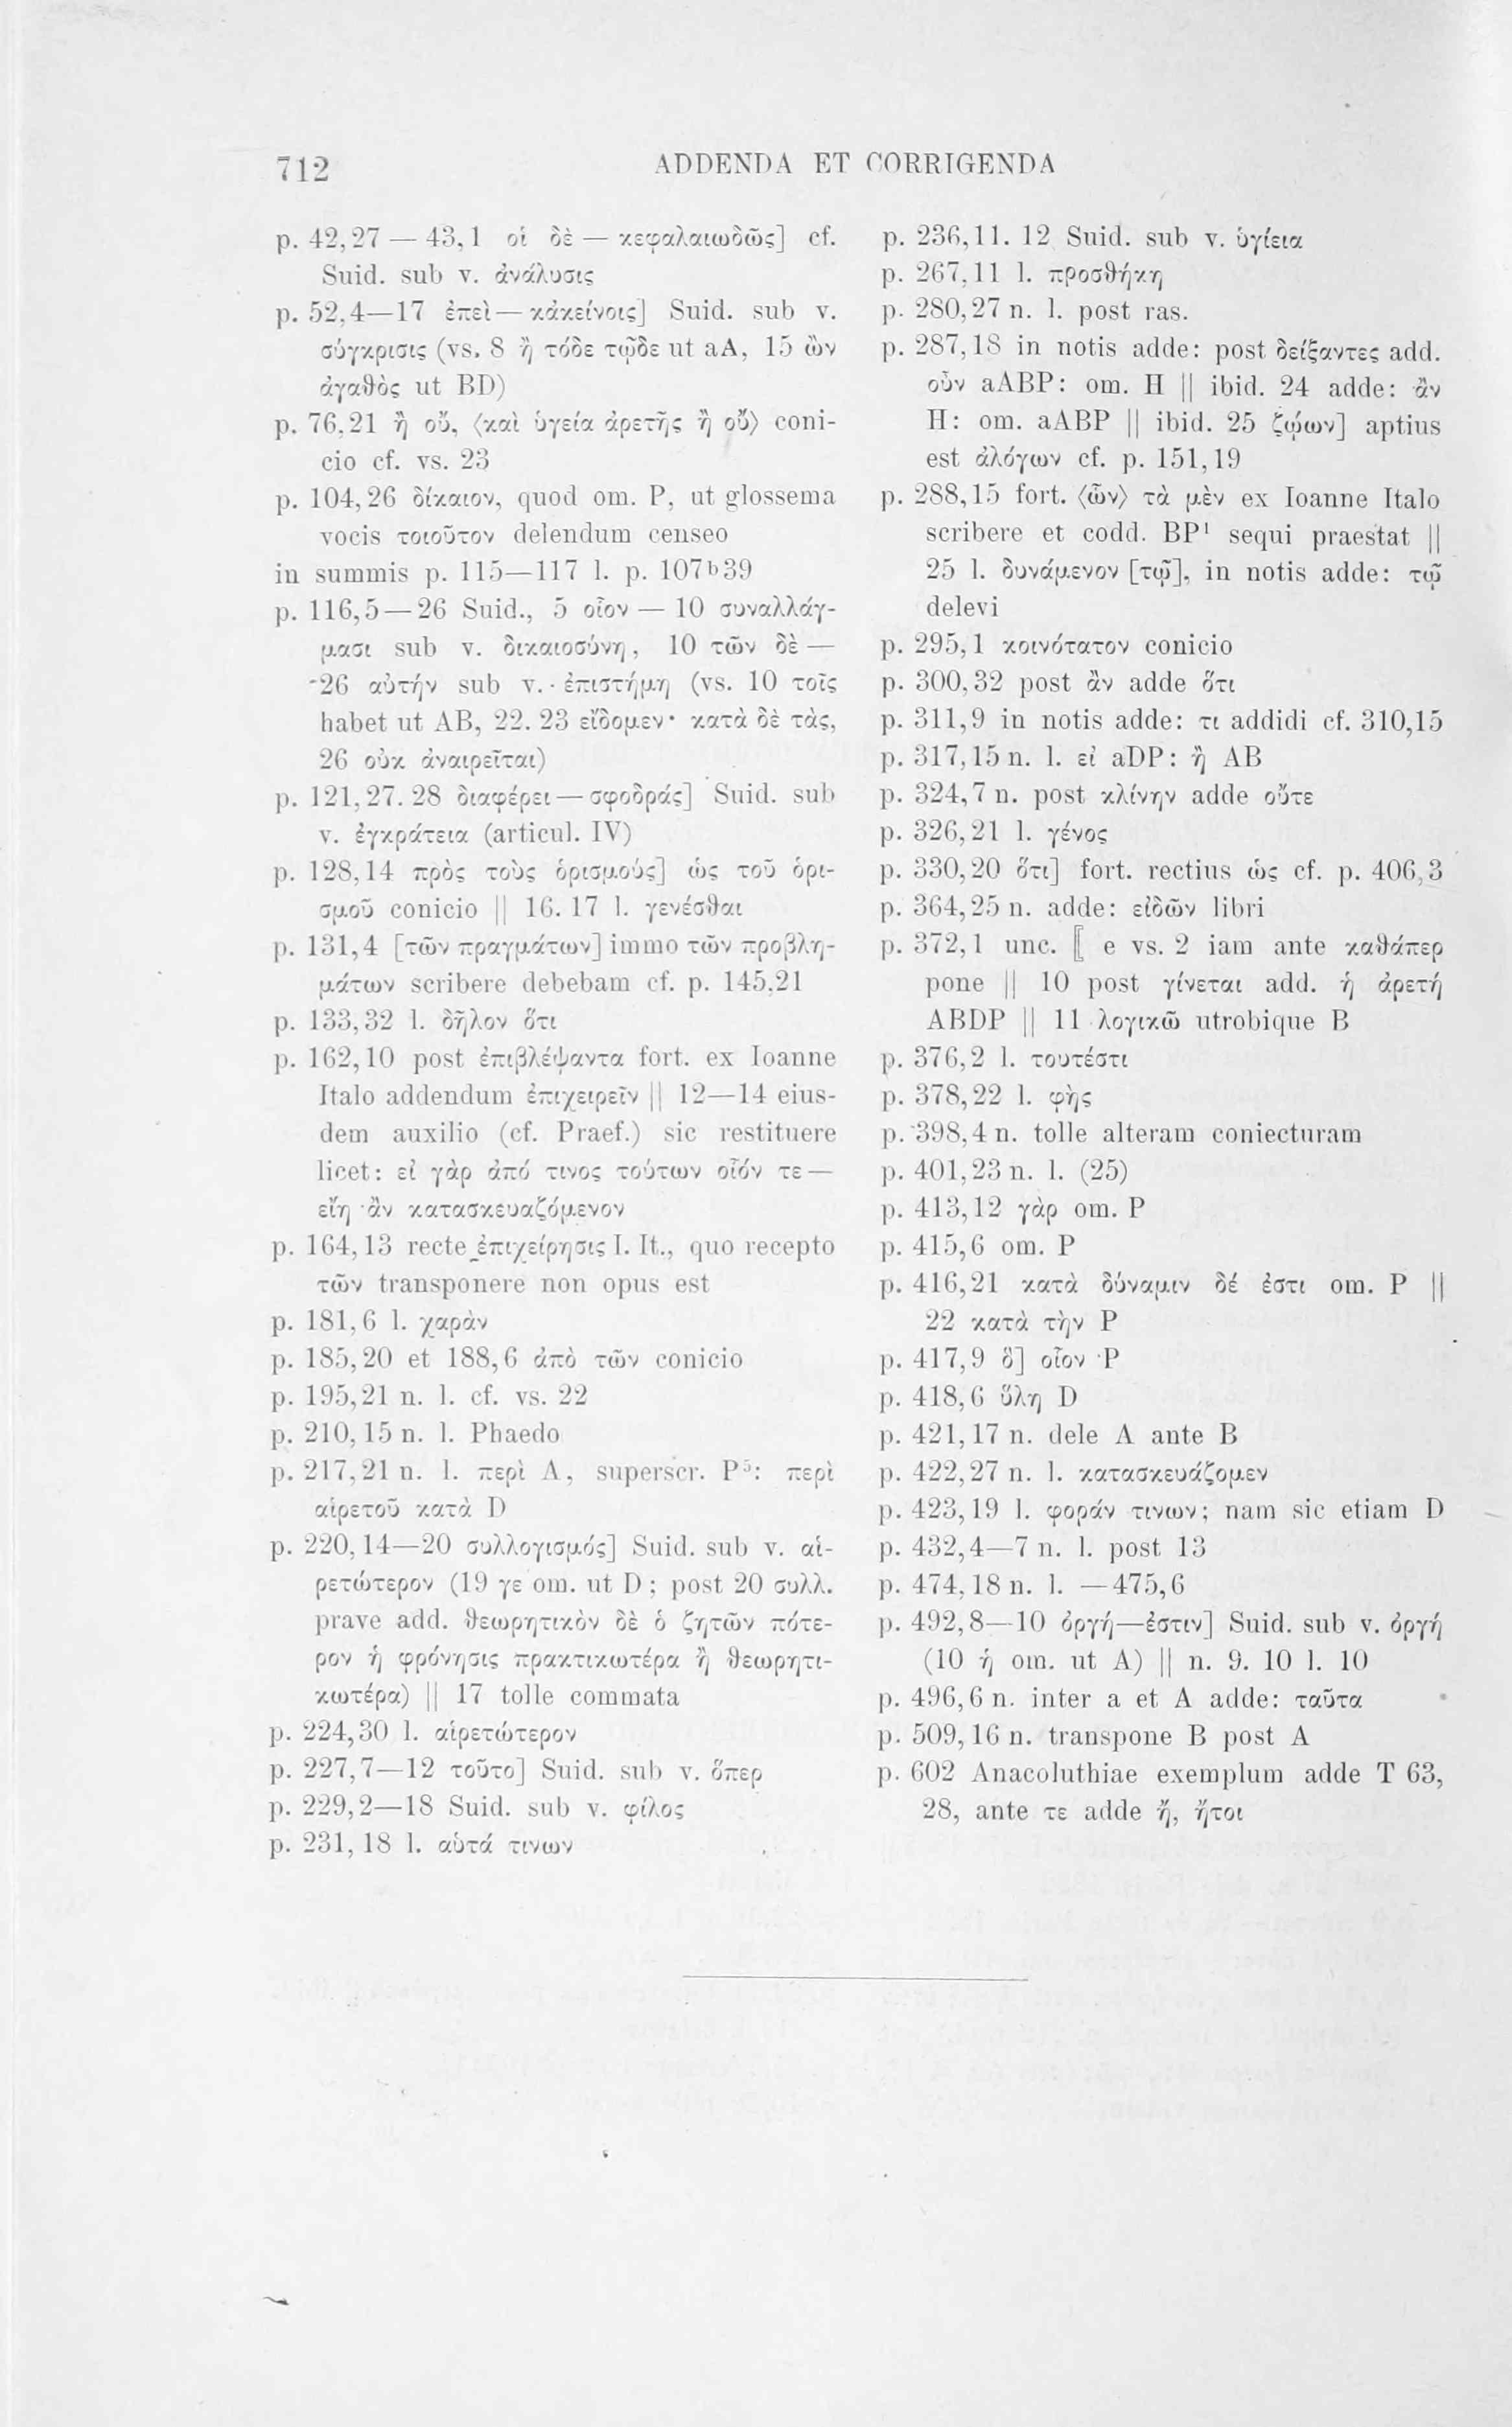 712
ADDENDA ET CORRIGENDA
p. 42,27 — 43,1 οἱ δὲ — κεφαλαιωδῶς] cf.
Suid. sub v. ἀνάλυσις
p. 52,4—17 ἐπεὶ — κἀκείνοις] Suid. sub v.
σύγκρισις (vs. 8 ἢ τόδε τῷδε ut aA, 15 ὢν
ἀγαθὸς ut BD)
p. 76,21 ἢ οὔ, ⟨καὶ ὑγεία ἀρετῆς ἢ οὔ⟩ coni-
cio cf. vs. 23
p. 104,26 δίκαιον, quod om. P, ut glossema
vocis τοιοῦτον delendum censeo
in summis p. 115—117 l. p. 107ᵇ39
p. 116,5—26 Suid., 5 οἷον — 10 συναλλάγ-
μασι sub v. δικαιοσύνη, 10 τῶν δὲ —
26 αὐτήν sub v. ἐπιστήμη (vs. 10 τοῖς
habet ut AB, 22. 23 εἴδομεν· κατὰ δὲ τὰς,
26 οὐκ ἀναιρεῖται)
p. 121,27. 28 διαφέρει — σφοδράς] Suid. sub
v. ἐγκράτεια (articul. IV)
p. 128,14 πρὸς τοὺς ὁρισμούς] ὡς τοῦ ὁρι-
σμοῦ conicio || 16. 17 l. γενέσθαι
p. 131,4 [τῶν πραγμάτων] immo τῶν προβλη-
μάτων scribere debebam cf. p. 145,21
p. 133,32 l. δῆλον ὅτι
p. 162,10 post ἐπιβλέψαντα fort. ex Ioanne
Italo addendum ἐπιχειρεῖν || 12—14 eius-
dem auxilio (cf. Praef.) sic restituere
licet: εἰ γὰρ ἀπό τινος τούτων οἷόν τε —
εἴη ἂν κατασκευαζόμενον
p. 164,13 recte ἐπιχείρησις I. It., quo recepto
τῶν transponere non opus est
p. 181,6 l. χαρὰν
p. 185,20 et 188,6 ἀπὸ τῶν conicio
p. 195,21 n. l. cf. vs. 22
p. 210,15 n. l. Phaedo
p. 217,21 n. l. περὶ A, superscr. P⁵: περὶ
αἱρετοῦ κατὰ D
p. 220,14—20 συλλογισμός] Suid. sub v. αἱ-
ρετώτερον (19 γε om. ut D; post 20 συλλ.
prave add. θεωρητικὸν δὲ ὁ ζητῶν πότε-
ρον ἡ φρόνησις πρακτικωτέρα ἢ θεωρητι-
κωτέρα) || 17 tolle commata
p. 224,30 l. αἱρετώτερον
p. 227,7—12 τοῦτο] Suid. sub v. ὅπερ
p. 229,2—18 Suid. sub v. φίλος
p. 231,18 l. αὑτά τινων
p. 236,11. 12 Suid. sub v. ὑγίεια
p. 267,11 l. προσθήκη
p. 280,27 n. l. post ras.
p. 287,18 in notis adde: post δείξαντες add.
οὖν aABP: om. H || ibid. 24 adde: ἂν
H: om. aABP || ibid. 25 ζῴων] aptius
est ἀλόγων cf. p. 151,19
p. 288,15 fort. ⟨ὧν⟩ τὰ μὲν ex Ioanne Italo
scribere et codd. BP¹ sequi praestat ||
25 l. δυνάμενον [τῷ], in notis adde: τῷ
delevi
p. 295,1 κοινότατον conicio
p. 300,32 post ἂν adde ὅτι
p. 311,9 in notis adde: τι addidi cf. 310,15
p. 317,15 n. l. εἰ aDP: ἢ AB
p. 324,7 n. post κλίνην adde οὔτε
p. 326,21 l. γένος
p. 330,20 ὅτι] fort. rectius ὡς cf. p. 406,3
p. 364,25 n. adde: εἰδῶν libri
p. 372,1 unc. ⟦ e vs. 2 iam ante καθάπερ
pone || 10 post γίνεται add. ἡ ἀρετή
ABDP || 11 λογικῶ utrobique B
p. 376,2 l. τουτέστι
p. 378,22 l. φὴς
p. 398,4 n. tolle alteram coniecturam
p. 401,23 n. l. (25)
p. 413,12 γὰρ om. P
p. 415,6 om. P
p. 416,21 κατὰ δύναμιν δέ ἐστι om. P ||
22 κατὰ τὴν P
p. 417,9 ὃ] οἷον P
p. 418,6 ὕλη D
p. 421,17 n. dele A ante B
p. 422,27 n. l. κατασκευάζομεν
p. 423,19 l. φοράν τινων; nam sic etiam D
p. 432,4—7 n. l. post 13
p. 474,18 n. l. —475,6
p. 492,8—10 ὀργή—ἐστιν] Suid. sub v. ὀργή
(10 ἡ om. ut A) || n. 9. 10 l. 10
p. 496,6 n. inter a et A adde: ταῦτα
p. 509,16 n. transpone B post A
p. 602 Anacoluthiae exemplum adde T 63,
28, ante τε adde ἤ, ἤτοι